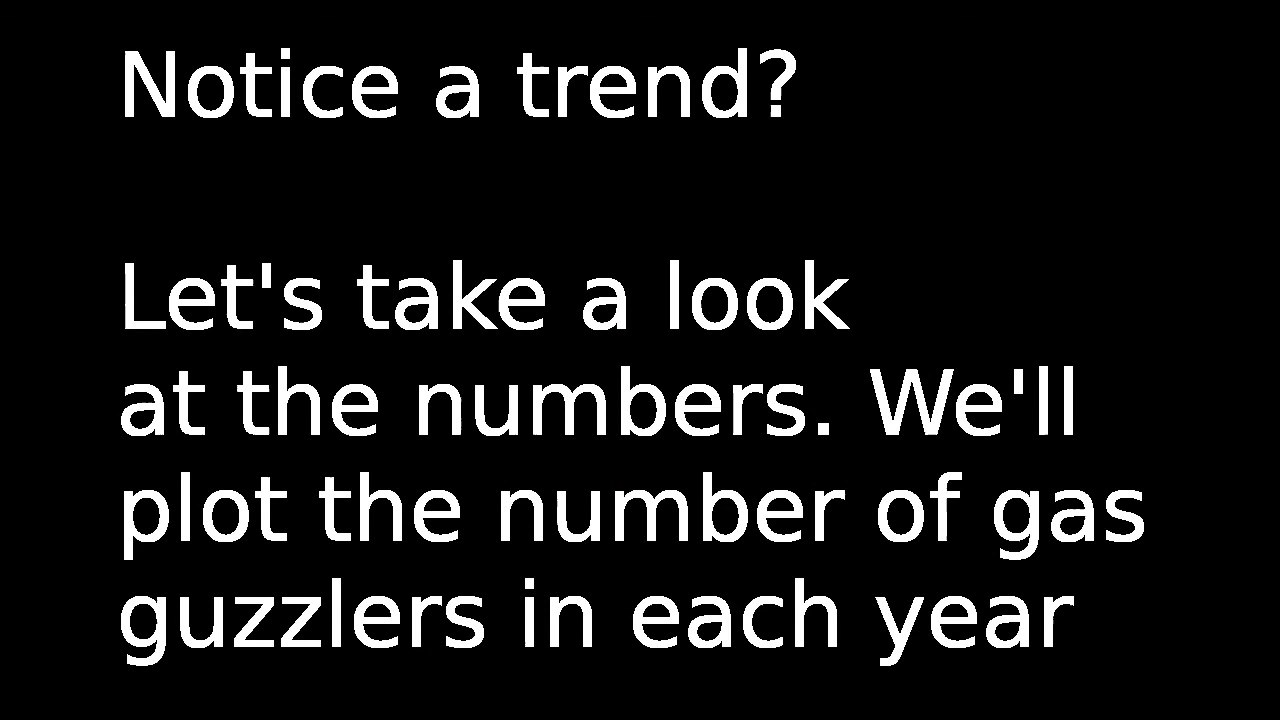 Notice a trend?
Let's take a look
at the numbers. We'll
plot the number of gas
guzzlers in each year